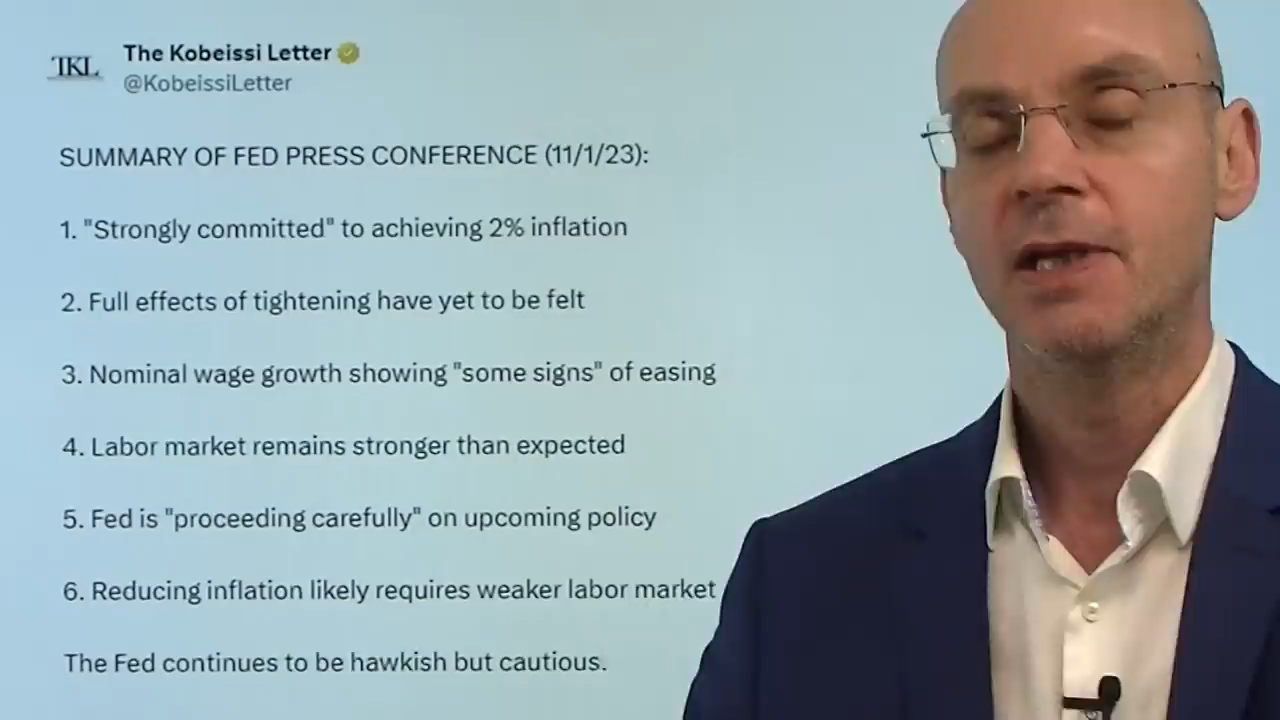 TKL
The Kobeissi Letter
@KobeissiLetter
SUMMARY OF FED PRESS CONFERENCE (11/1/23):
1. "Strongly committed" to achieving 2% inflation
2. Full effects of tightening have yet to be felt
3. Nominal wage growth showing "some signs" of easing
4. Labor market remains stronger than expected
5. Fed is "proceeding carefully" on upcoming policy
6. Reducing inflation likely requires weaker labor market
The Fed continues to be hawkish but cautious.